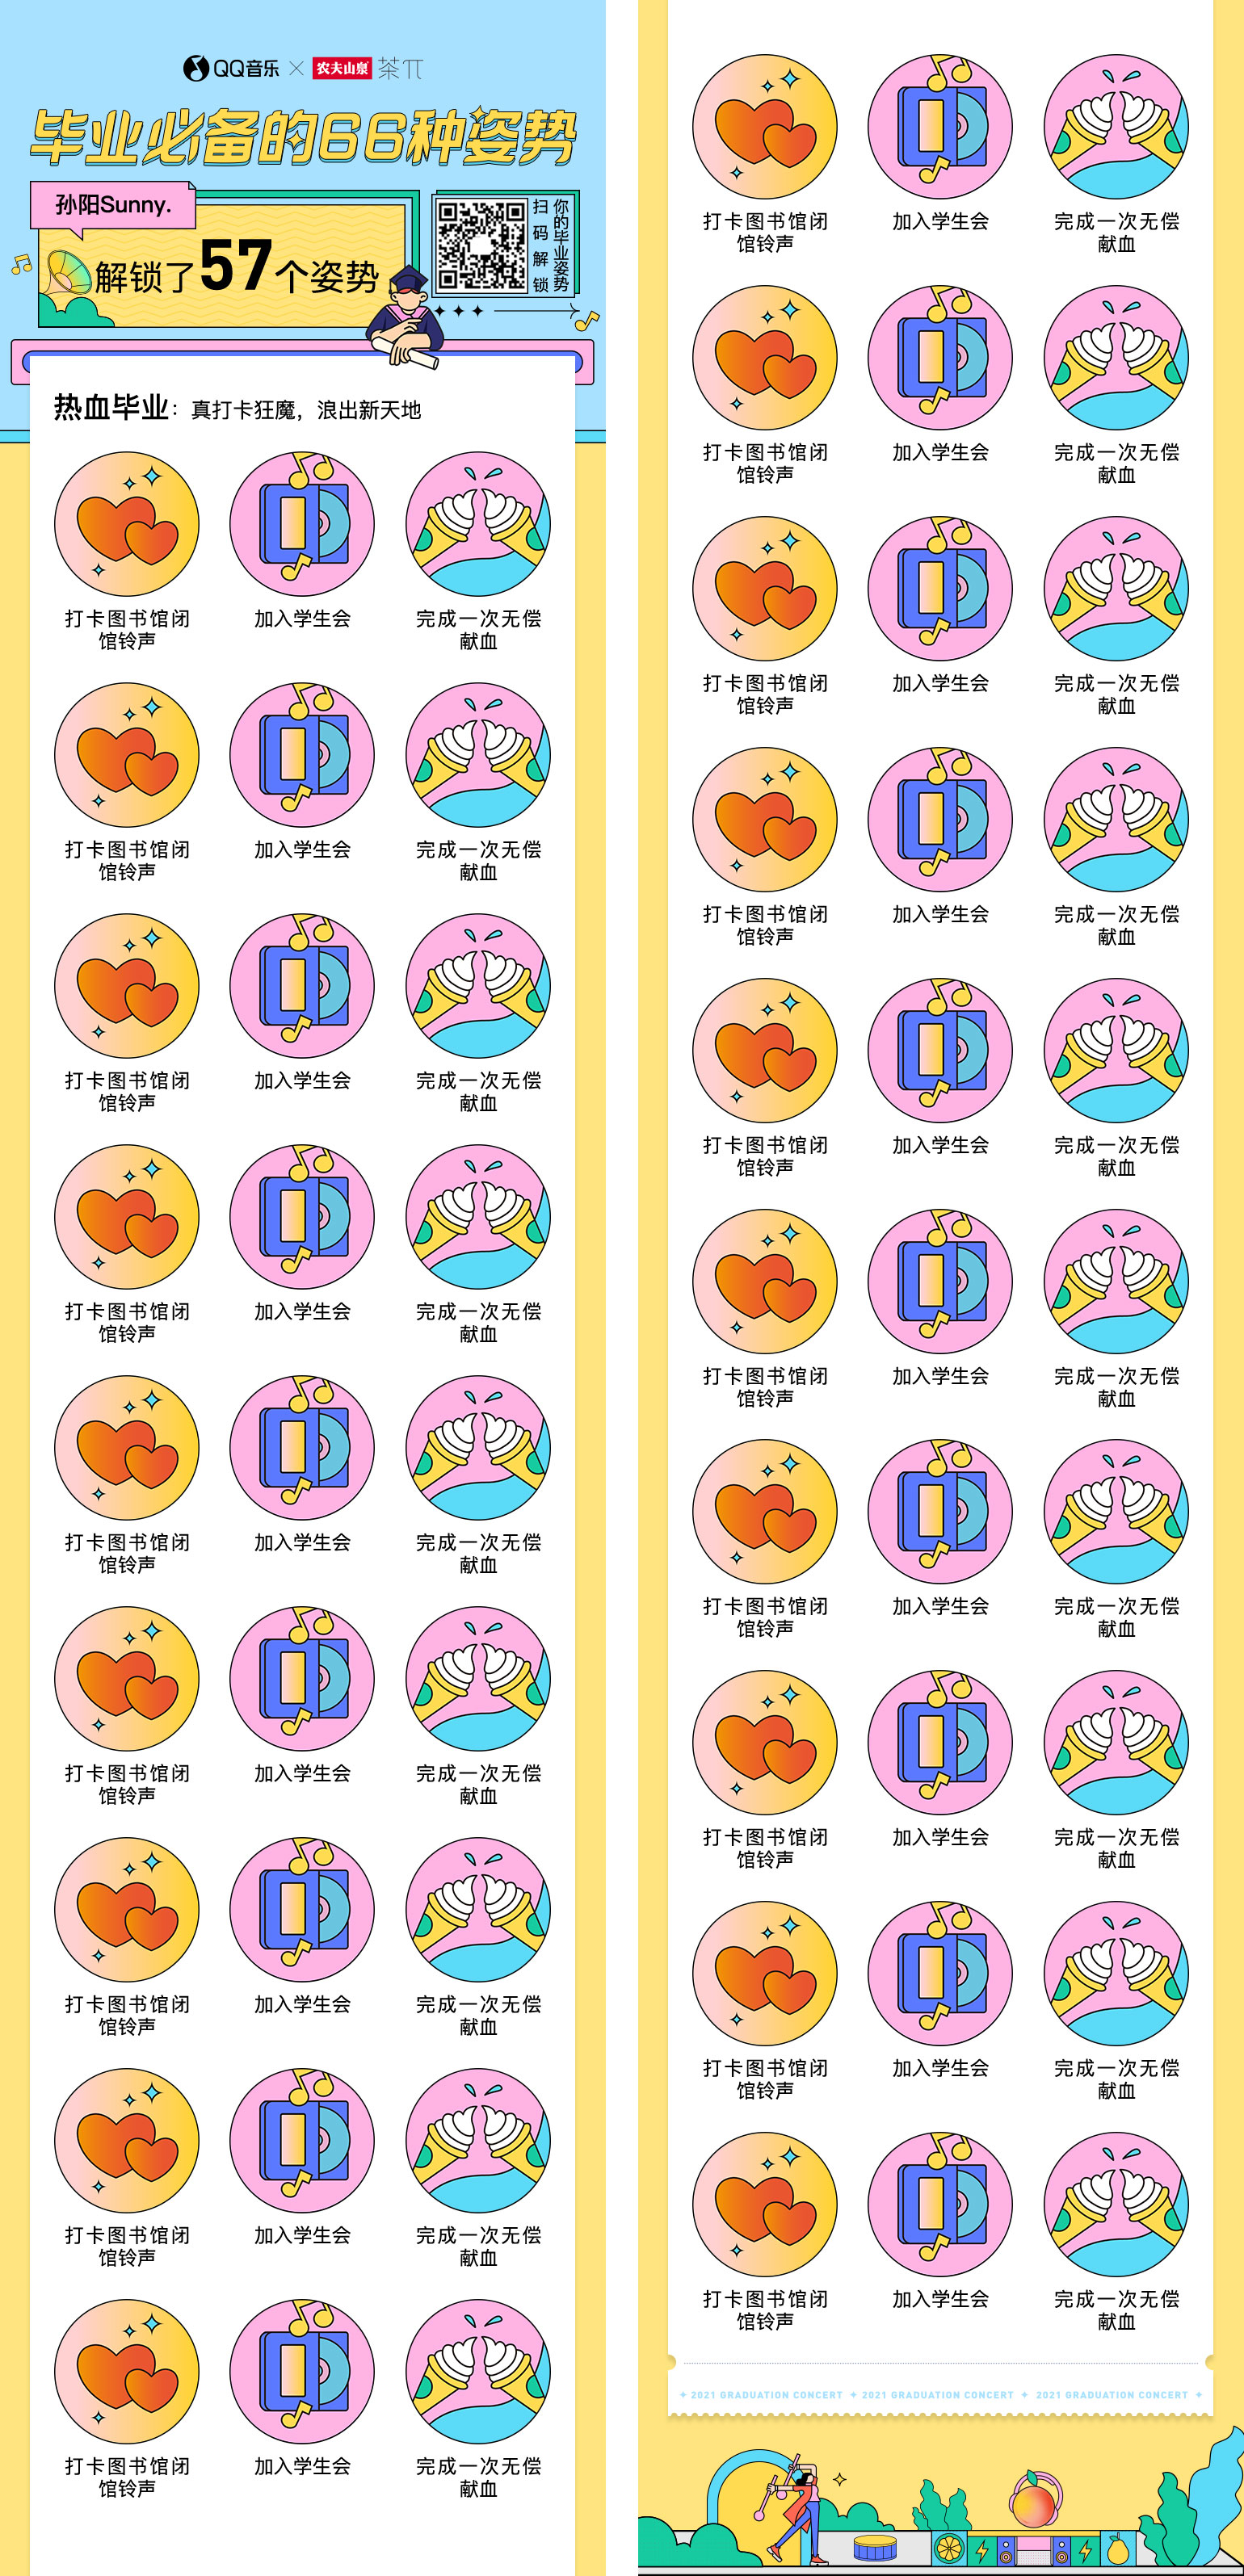 QQ音乐 × 农夫山泉 茶π
毕业必备的66种姿势
孙阳Sunny.
解锁了57个姿势
你的毕业姿势
扫码解锁
热血毕业：真打卡狂魔，浪出新天地
打卡图书馆闭
馆铃声
加入学生会
完成一次无偿
献血
打卡图书馆闭
馆铃声
加入学生会
完成一次无偿
献血
打卡图书馆闭
馆铃声
加入学生会
完成一次无偿
献血
打卡图书馆闭
馆铃声
加入学生会
完成一次无偿
献血
打卡图书馆闭
馆铃声
加入学生会
完成一次无偿
献血
打卡图书馆闭
馆铃声
加入学生会
完成一次无偿
献血
打卡图书馆闭
馆铃声
加入学生会
完成一次无偿
献血
打卡图书馆闭
馆铃声
加入学生会
完成一次无偿
献血
打卡图书馆闭
馆铃声
加入学生会
完成一次无偿
献血
打卡图书馆闭
馆铃声
加入学生会
完成一次无偿
献血
打卡图书馆闭
馆铃声
加入学生会
完成一次无偿
献血
打卡图书馆闭
馆铃声
加入学生会
完成一次无偿
献血
打卡图书馆闭
馆铃声
加入学生会
完成一次无偿
献血
打卡图书馆闭
馆铃声
加入学生会
完成一次无偿
献血
打卡图书馆闭
馆铃声
加入学生会
完成一次无偿
献血
打卡图书馆闭
馆铃声
加入学生会
完成一次无偿
献血
打卡图书馆闭
馆铃声
加入学生会
完成一次无偿
献血
打卡图书馆闭
馆铃声
加入学生会
完成一次无偿
献血
打卡图书馆闭
馆铃声
加入学生会
完成一次无偿
献血
2021 GRADUATION CONCERT 2021 GRADUATION CONCERT 2021 GRADUATION CONCERT